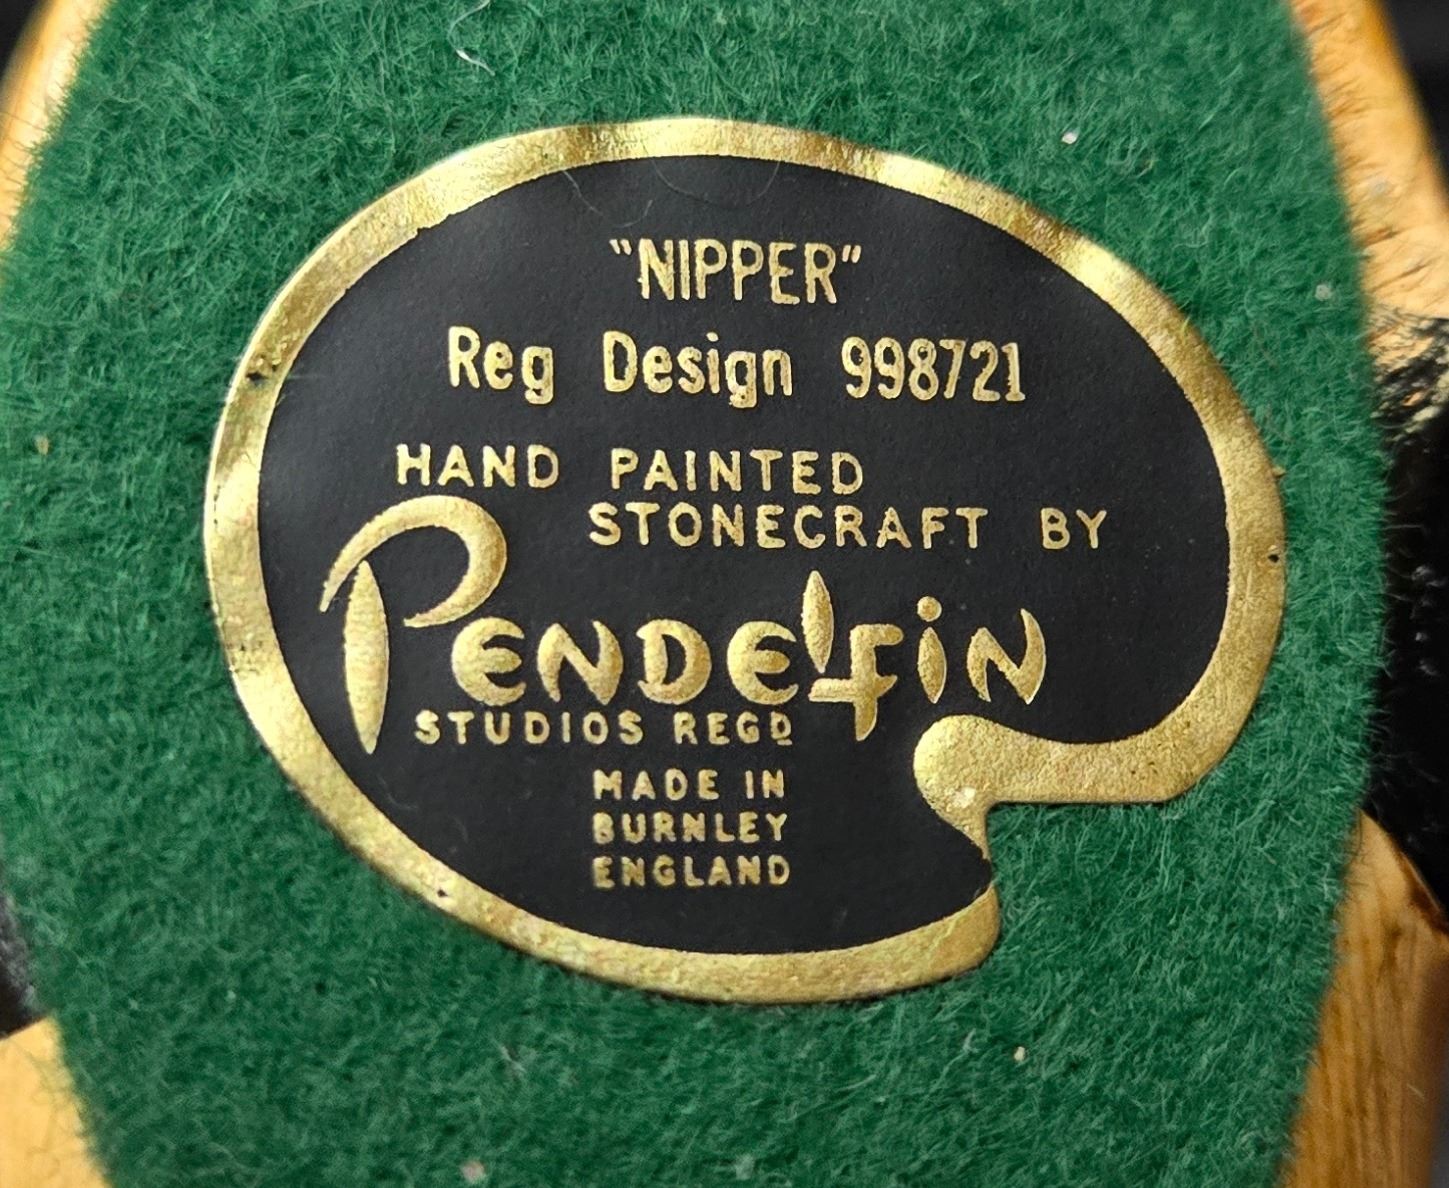 "NIPPER"
Reg Design 998721
HAND PAINTED
STONECRAFT BY
PENDELFIN
STUDIOS REGD
MADE IN
BURNLEY
ENGLAND